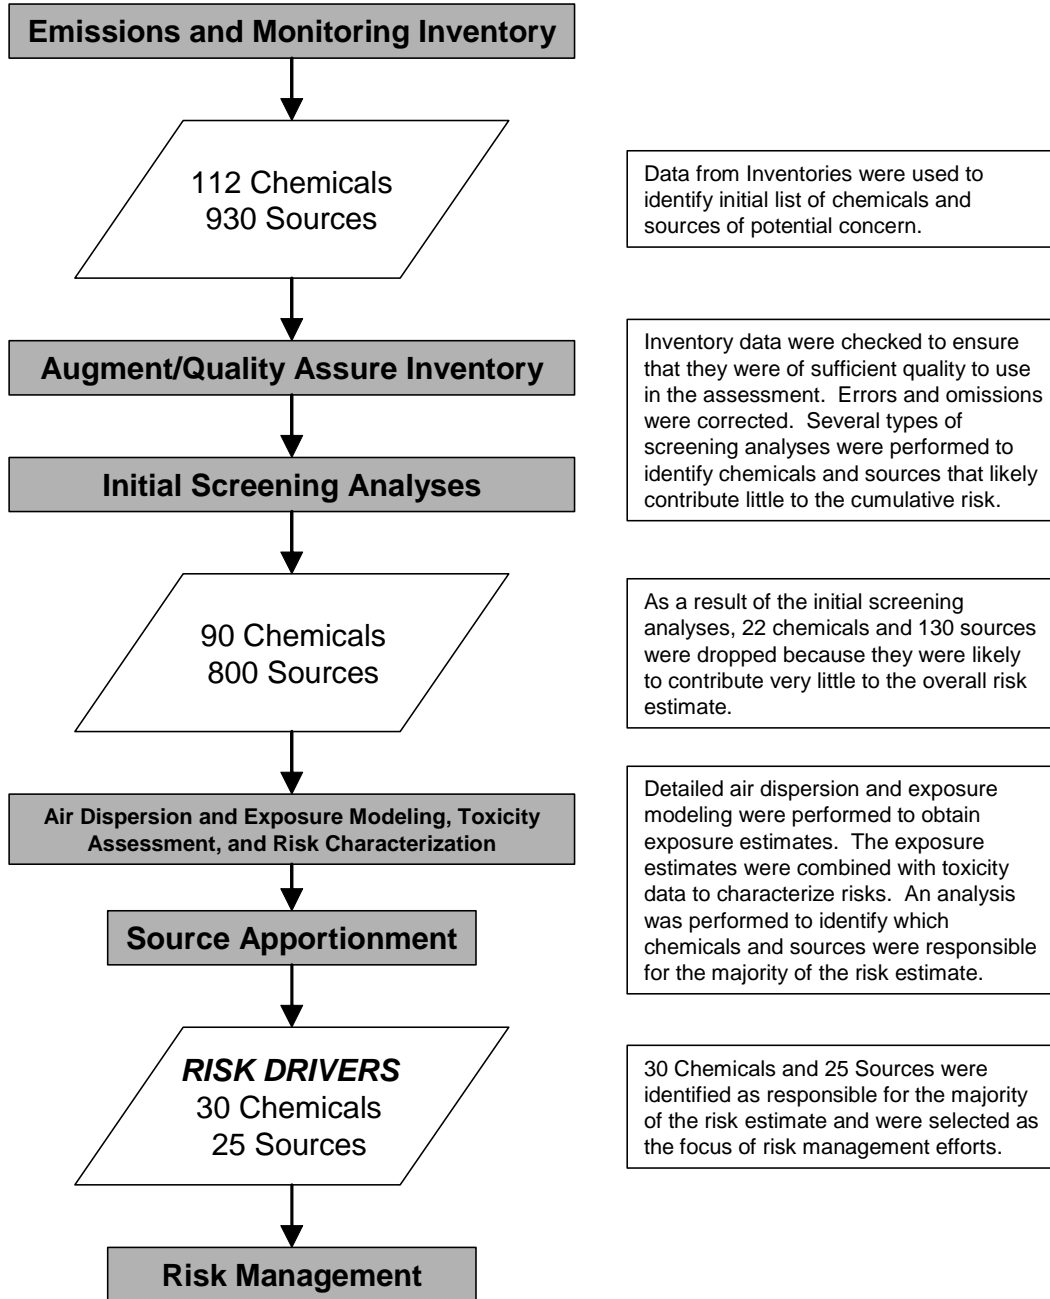 Emissions and Monitoring Inventory
112 Chemicals
930 Sources
Data from Inventories were used to
identify initial list of chemicals and
sources of potential concern.
Augment/Quality Assure Inventory
Initial Screening Analyses
Inventory data were checked to ensure
that they were of sufficient quality to use
in the assessment.  Errors and omissions
were corrected.  Several types of
screening analyses were performed to
identify chemicals and sources that likely
contribute little to the cumulative risk.
90 Chemicals
800 Sources
As a result of the initial screening
analyses, 22 chemicals and 130 sources
were dropped because they were likely
to contribute very little to the overall risk
estimate.
Air Dispersion and Exposure Modeling, Toxicity
Assessment, and Risk Characterization
Source Apportionment
Detailed air dispersion and exposure
modeling were performed to obtain
exposure estimates.  The exposure
estimates were combined with toxicity
data to characterize risks.  An analysis
was performed to identify which
chemicals and sources were responsible
for the majority of the risk estimate.
RISK DRIVERS
30 Chemicals
25 Sources
30 Chemicals and 25 Sources were
identified as responsible for the majority
of the risk estimate and were selected as
the focus of risk management efforts.
Risk Management